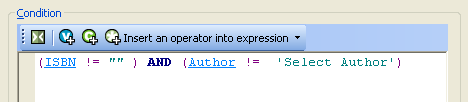 Condition
Insert an operator into expression
(ISBN != "" ) AND (Author != 'Select Author')